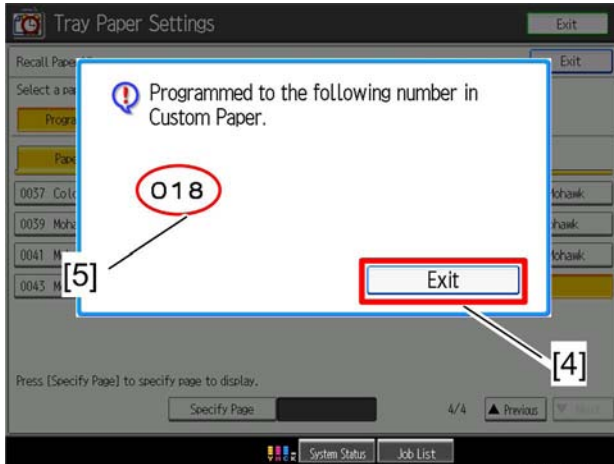 Tray Paper Settings
Exit
Recall Pape
Exit
Select a pa
Progra
Programmed to the following number in
Custom Paper.
Pape
018
0037 Colo
Mohawk
0039 Moha
ohawk
0041 M
Mohawk
[5]
0043 M
Exit
[4]
Press [Specify Page] to specify page to display.
Specify Page
4/4
▲ Previous
▼
Y M C K
System Status
Job List